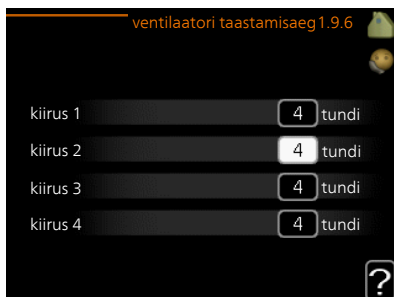 ventilaatori taastamisaeg1.9.6
kiirus 1 4 tundi
kiirus 2 4 tundi
kiirus 3 4 tundi
kiirus 4 4 tundi
?